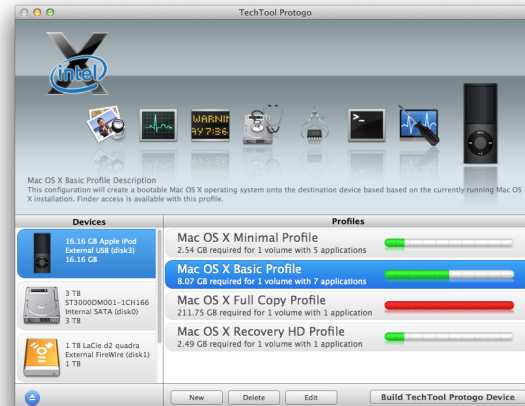 TechTool Protogo
X
intel
WARNIN
AY 7:36
>_
Mac OS X Basic Profile Description
This configuration will create a bootable Mac OS X operating system onto the destination device based based on the currently running Mac OS
X installation. Finder access is available with this profile.
Devices
Profiles
16.16 GB Apple iPod
External USB (disk3)
16.16 GB
3 TB
ST3000DM001-1CH166
Internal SATA (disk0)
3 TB
1 TB LaCie d2 quadra
External FireWire (disk1)
1 TB
Mac OS X Minimal Profile
2.54 GB required for 1 volume with 5 applications
Mac OS X Basic Profile
8.07 GB required for 1 volume with 7 applications
Mac OS X Full Copy Profile
211.75 GB required for 1 volume with 1 application
Mac OS X Recovery HD Profile
2.49 GB required for 1 volume with 1 application
New
Delete
Edit
Build TechTool Protogo Device